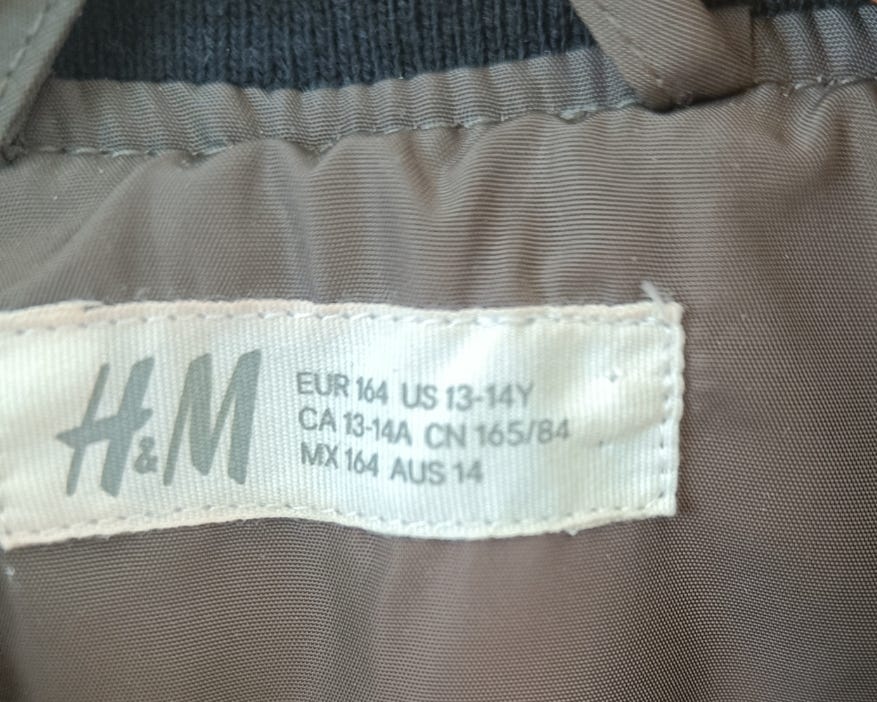 H&M
EUR 164 US 13-14Y
CA 13-14A CN 165/84
MX 164 AUS 14